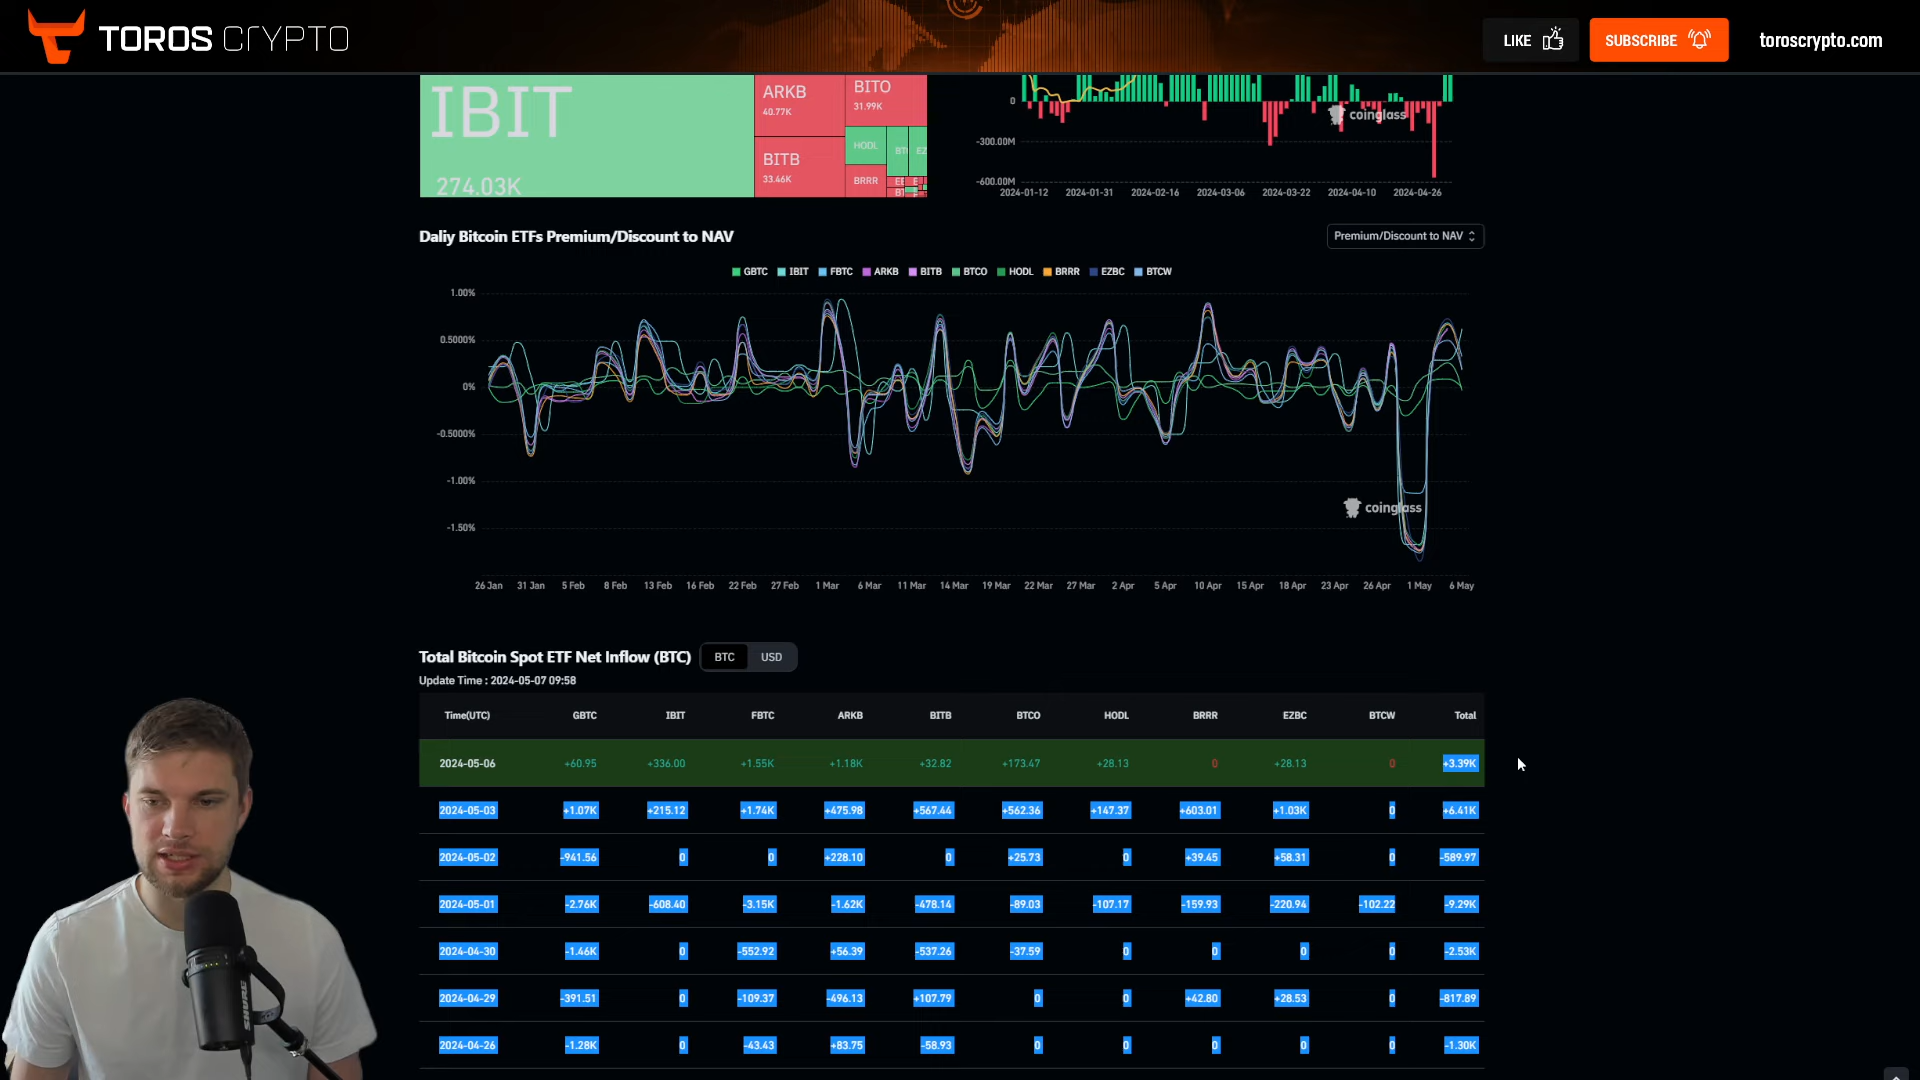 TOROS CRYPTO
LIKE
SUBSCRIBE
toroscrypto.com
IBIT
274.03K
ARKB
40.77K
BITB
33.46K
BITO
31.99K
HODL
BRRR
0
-300.00M
-600.00M
coinglass
2024-01-12 2024-01-31 2024-02-16 2024-03-06 2024-03-22 2024-04-10 2024-04-26
Daliy Bitcoin ETFs Premium/Discount to NAV
Premium/Discount to NAV
GBTC IBIT FBTC ARKB BITB BTCO HODL BRRR EZBC BTCW
1.00%
0.5000%
0%
-0.5000%
-1.00%
-1.50%
coinglass
26 Jan 31 Jan 5 Feb 8 Feb 13 Feb 16 Feb 22 Feb 27 Feb 1 Mar 6 Mar 11 Mar 14 Mar 19 Mar 22 Mar 27 Mar 2 Apr 5 Apr 10 Apr 15 Apr 18 Apr 23 Apr 26 Apr 1 May 6 May
Total Bitcoin Spot ETF Net Inflow (BTC) BTC USD
Update Time : 2024-05-07 09:58
Time(UTC) GBTC IBIT FBTC ARKB BITB BTCO HODL BRRR EZBC BTCW Total
2024-05-06 +60.95 +336.00 +1.55K +1.18K +32.82 +173.47 +28.13 0 +28.13 0 +3.39K
2024-05-03 +1.07K +215.12 +1.74K +475.98 +567.44 +562.36 +147.37 +603.01 +1.03K 0 +6.41K
2024-05-02 -941.56 0 0 +228.10 0 +25.73 0 +39.45 +58.31 0 -589.97
2024-05-01 -2.76K -608.40 -3.15K -1.62K -478.14 -89.03 -107.17 -159.93 -220.94 -102.22 -9.29K
2024-04-30 -1.46K 0 -552.92 +56.39 -537.26 -37.59 0 0 0 0 -2.53K
2024-04-29 -391.51 0 -109.37 -496.13 +107.79 0 0 +42.80 +28.53 0 -817.89
2024-04-26 -1.28K 0 -43.43 +83.75 -58.93 0 0 0 0 0 -1.30K
SHURE